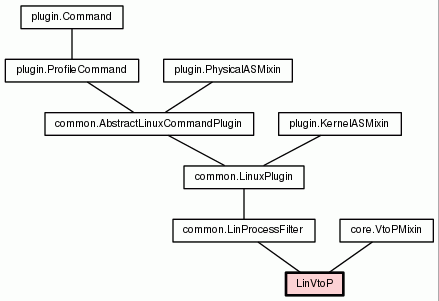 plugin.Command
plugin.ProfileCommand
plugin.PhysicalASMixin
common.AbstractLinuxCommandPlugin
plugin.KernelASMixin
common.LinuxPlugin
common.LinProcessFilter
core.VtoPMixin
LinVtoP